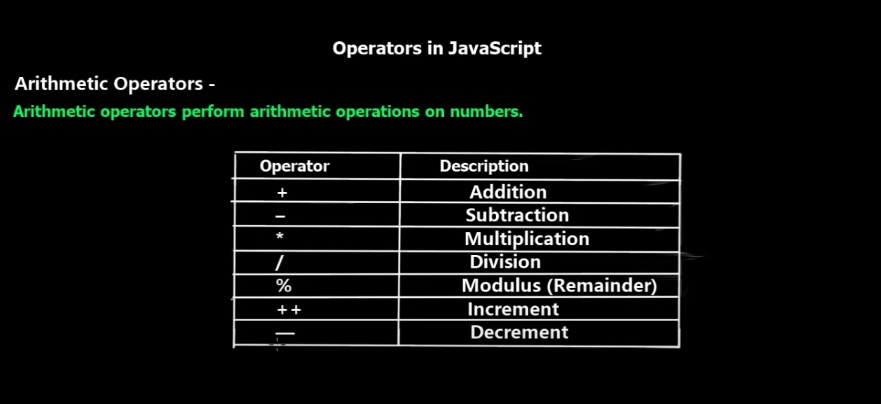 Operators in JavaScript
Arithmetic Operators -
Arithmetic operators perform arithmetic operations on numbers.
Operator Description
+ Addition
– Subtraction
* Multiplication
/ Division
% Modulus (Remainder)
++ Increment
— Decrement